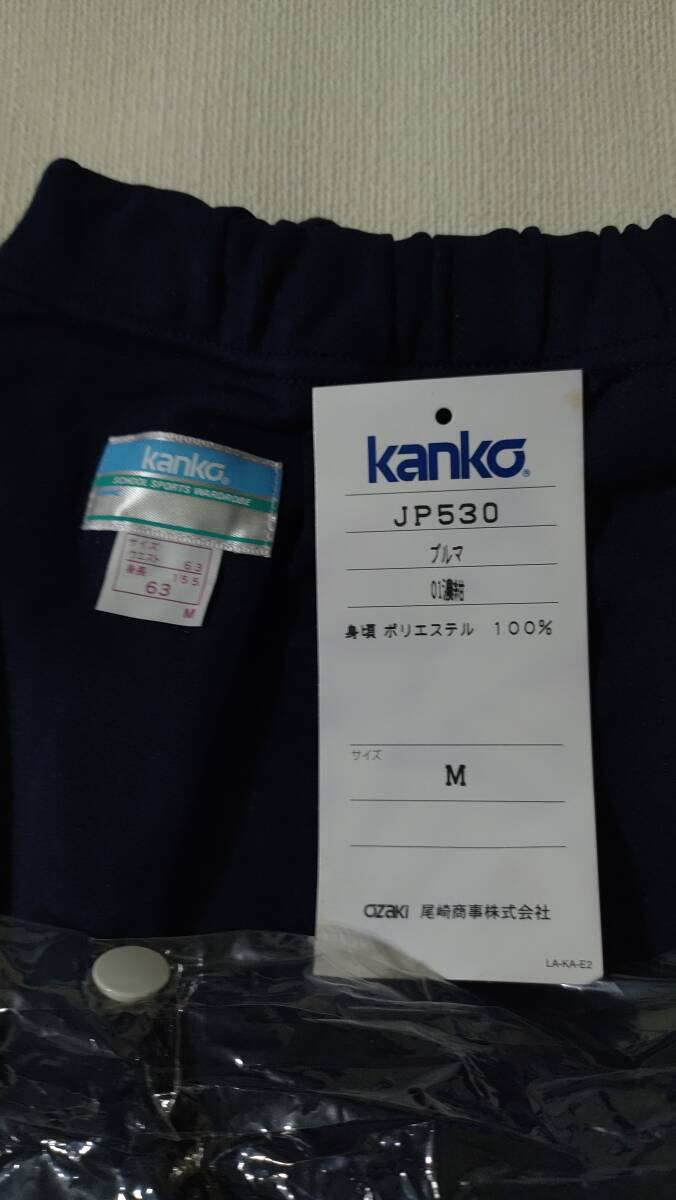 kanko
SCHOOL SPORTS WARDROBE
サイズ
ウエスト 63
身長 155
63
M
kanko®
JP530
ブルマ
01濃紺
身頃 ポリエステル 100%
サイズ
M
OZAKI 尾崎商事株式会社
LA-KA-E2